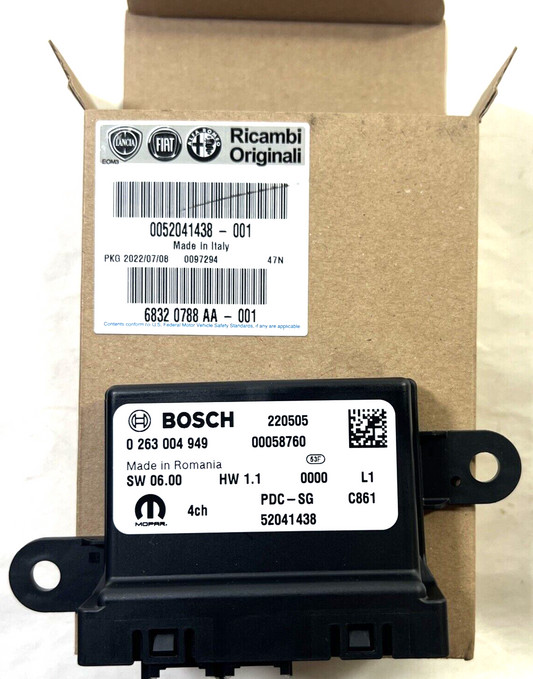 LANCIA FIAT ALFA ROMEO Ricambi
Originali
EOM3
0052041438 - 001
Made in Italy
PKG 2022/07/08 0097294 47N
6832 0788 AA - 001
Contents conform to U.S. Federal Motor Vehicle Safety Standards, if any are applicable
BOSCH 220505
0 263 004 949 00058760
Made in Romania 63F
SW 06.00 HW 1.1 0000 L1
PDC-SG C861
MOPAR. 4ch 52041438